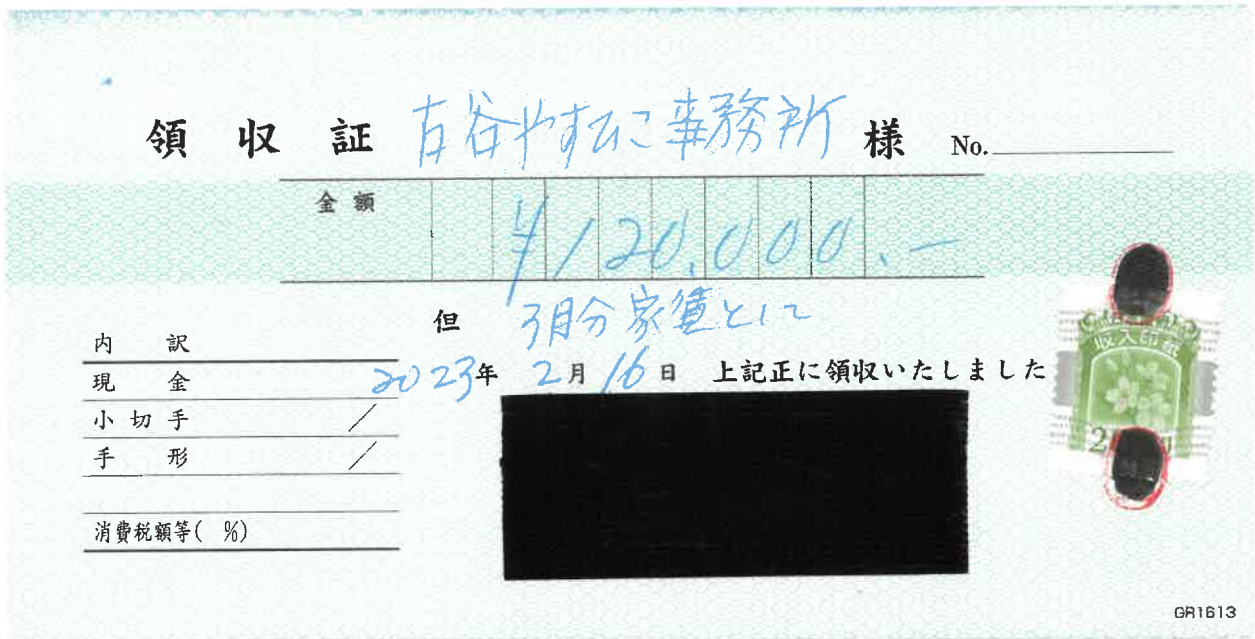 領収証 古谷やすひこ事務所 様 No.
金額 ¥120,000.-
但 3月分家賃として
2023年 2月 16日 上記正に領収いたしました
内訳
現金
小切手 /
手形 /
消費税額等( %)
収入印紙
GR1613